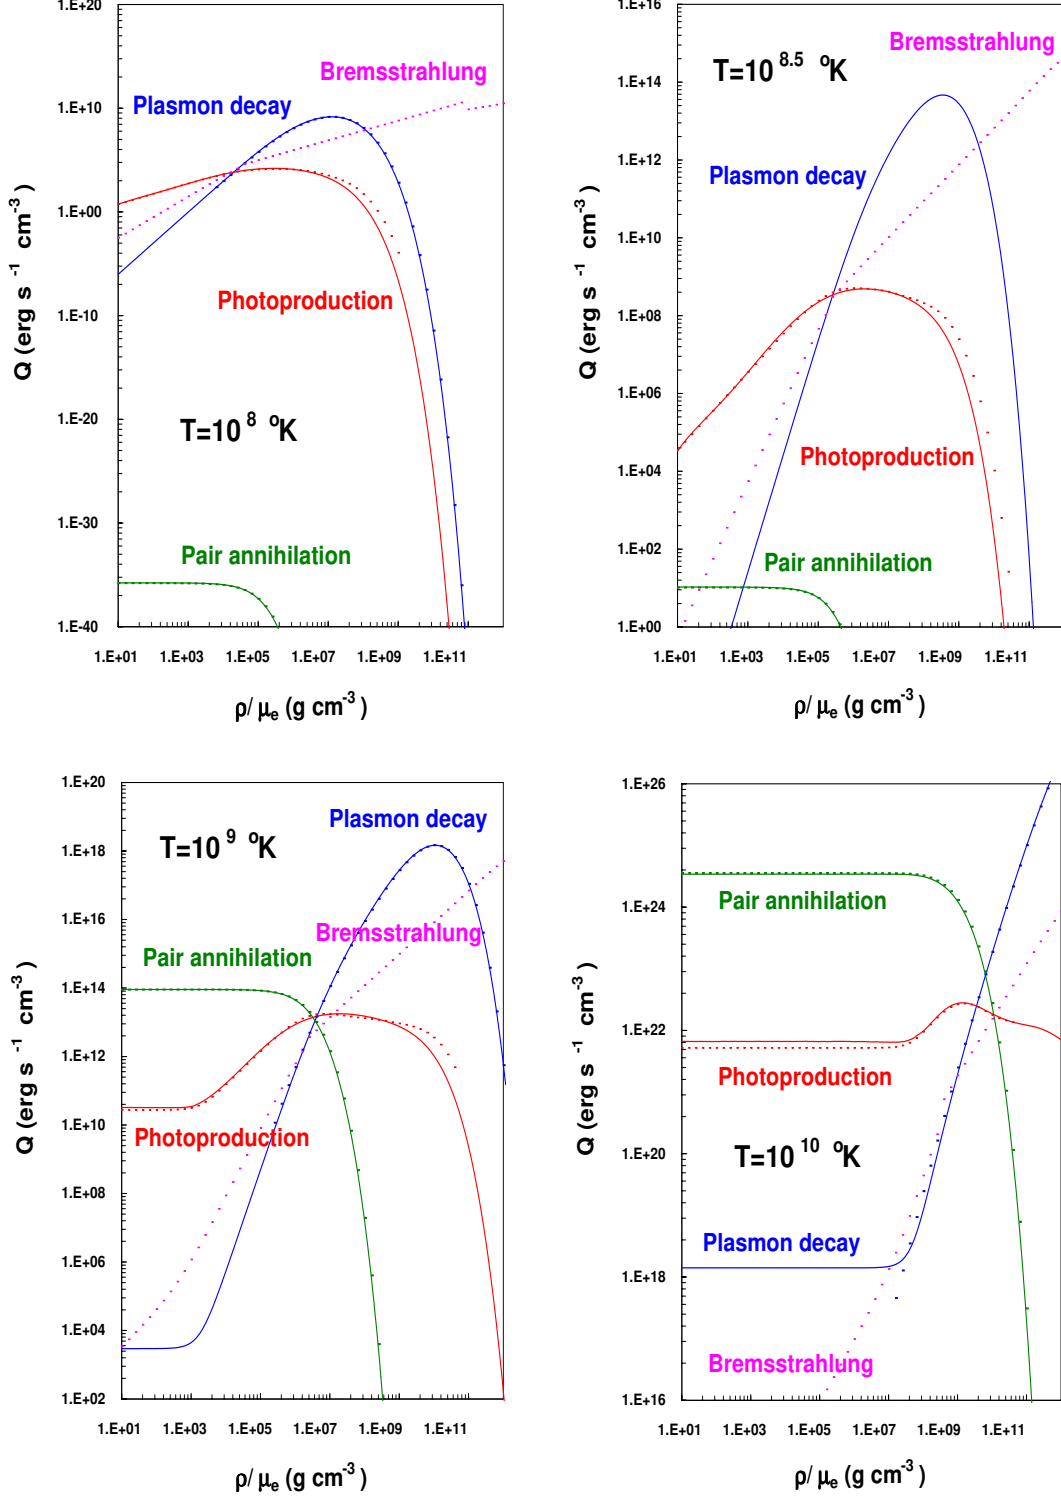 1.E+20
1.E+10
1.E+00
1.E-10
1.E-20
1.E-30
1.E-40
Q (erg s -1 cm-3)
Bremsstrahlung
Plasmon decay
Photoproduction
T=10 8 oK
Pair annihilation
1.E+01 1.E+03 1.E+05 1.E+07 1.E+09 1.E+11
ρ/ μe (g cm-3)
1.E+16
1.E+14
1.E+12
1.E+10
1.E+08
1.E+06
1.E+04
1.E+02
1.E+00
Q (erg s -1 cm-3)
Bremsstrahlung
T=10 8.5 oK
Plasmon decay
Photoproduction
Pair annihilation
1.E+01 1.E+03 1.E+05 1.E+07 1.E+09 1.E+11
ρ/ μe (g cm-3)
1.E+20
1.E+18
1.E+16
1.E+14
1.E+12
1.E+10
1.E+08
1.E+06
1.E+04
1.E+02
Q (erg s -1 cm-3)
Plasmon decay
T=10 9 oK
Bremsstrahlung
Pair annihilation
Photoproduction
1.E+01 1.E+03 1.E+05 1.E+07 1.E+09 1.E+11
ρ/ μe (g cm-3)
1.E+26
1.E+24
1.E+22
1.E+20
1.E+18
1.E+16
Q (erg s -1 cm-3)
Pair annihilation
Photoproduction
T=10 10 oK
Plasmon decay
Bremsstrahlung
1.E+01 1.E+03 1.E+05 1.E+07 1.E+09 1.E+11
ρ/ μe (g cm-3)